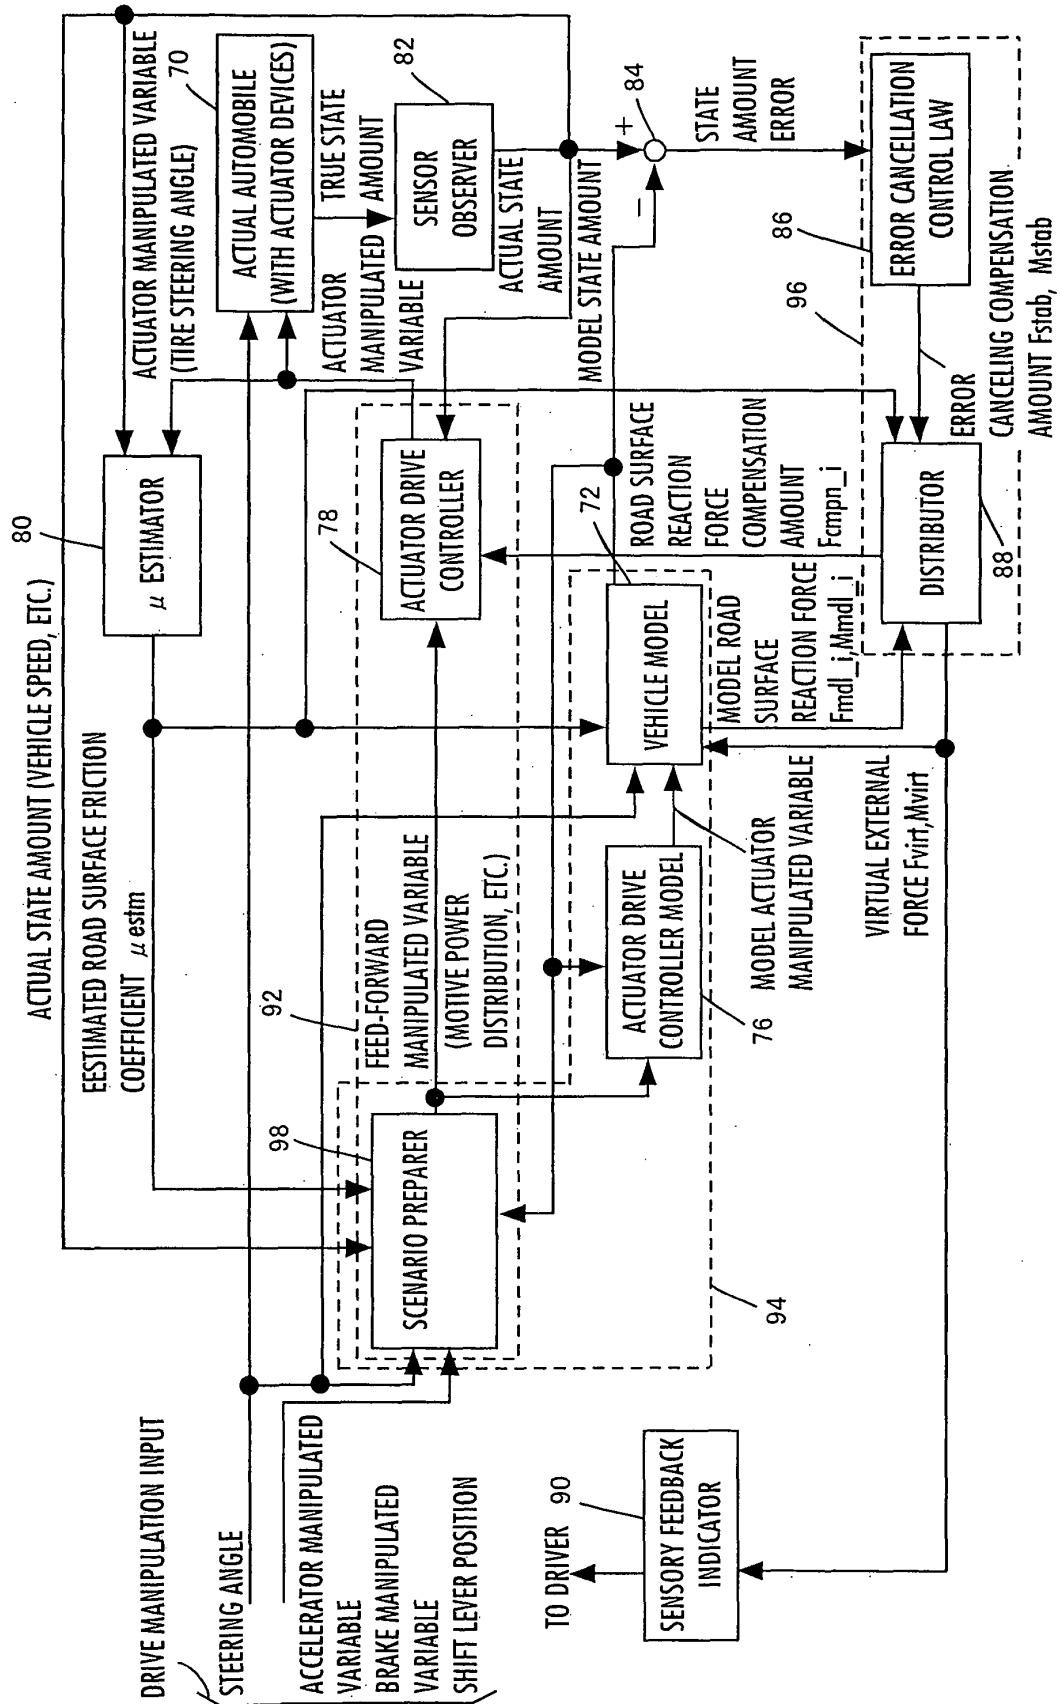 DRIVE MANIPULATION INPUT
STEERING ANGLE
ACCELERATOR MANIPULATED
VARIABLE
BRAKE MANIPULATED
VARIABLE
SHIFT LEVER POSITION
ACTUAL STATE AMOUNT (VEHICLE SPEED, ETC.)
EESTIMATED ROAD SURFACE FRICTION
COEFFICIENT μ estm
80
μ ESTIMATOR
ACTUATOR MANIPULATED VARIABLE
(TIRE STEERING ANGLE)
70
ACTUAL AUTOMOBILE
(WITH ACTUATOR DEVICES)
TRUE STATE
AMOUNT
ACTUATOR
MANIPULATED
VARIABLE
82
SENSOR
OBSERVER
ACTUAL STATE
AMOUNT
92
FEED-FORWARD
MANIPULATED VARIABLE
(MOTIVE POWER
DISTRIBUTION, ETC.)
98
SCENARIO PREPARER
78
ACTUATOR DRIVE
CONTROLLER
MODEL STATE AMOUNT
+
−
84
STATE
AMOUNT
ERROR
72
VEHICLE MODEL
ROAD SURFACE
REACTION
FORCE
COMPENSATION
AMOUNT
Fcmpn_i
ACTUATOR DRIVE
CONTROLLER MODEL
76
MODEL ACTUATOR
MANIPULATED VARIABLE
MODEL ROAD
SURFACE
REACTION FORCE
Fmdl_i,Mmdl_i
94
96
86
ERROR CANCELLATION
CONTROL LAW
DISTRIBUTOR
88
ERROR
CANCELING COMPENSATION
AMOUNT Fstab, Mstab
VIRTUAL EXTERNAL
FORCE Fvirt,Mvirt
TO DRIVER
90
SENSORY FEEDBACK
INDICATOR